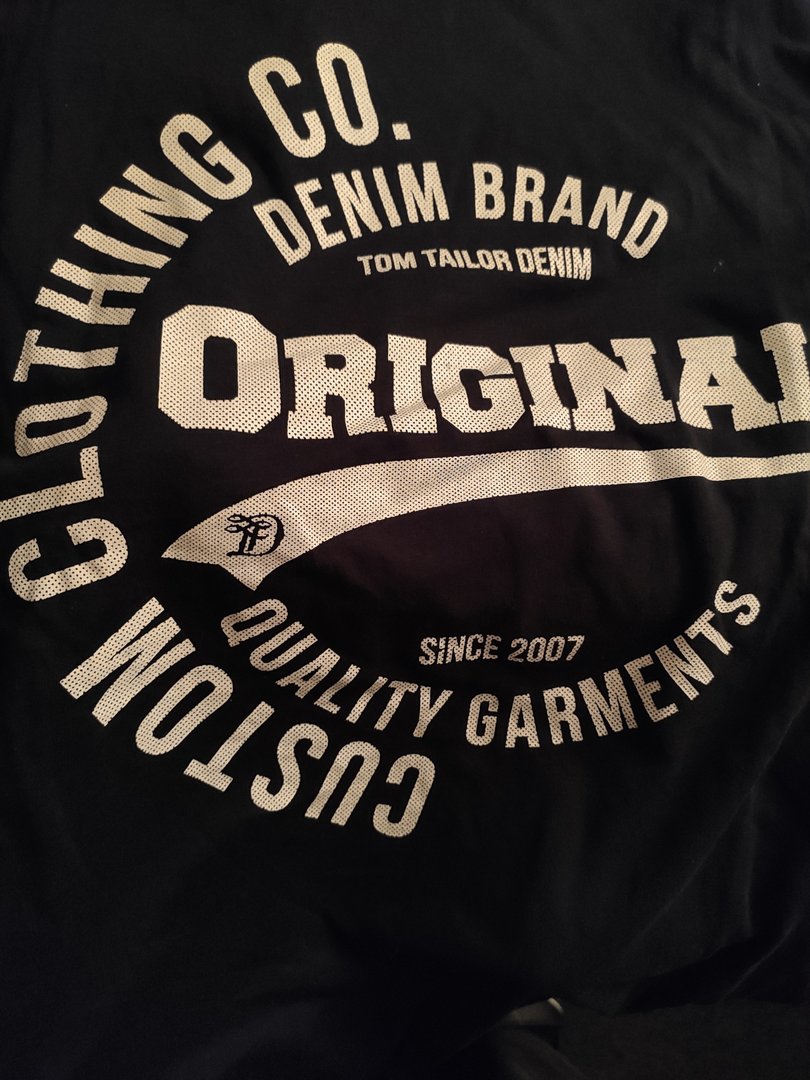 CUSTOM CLOTHING CO.
DENIM BRAND
TOM TAILOR DENIM
ORIGINAL
SINCE 2007
QUALITY GARMENTS